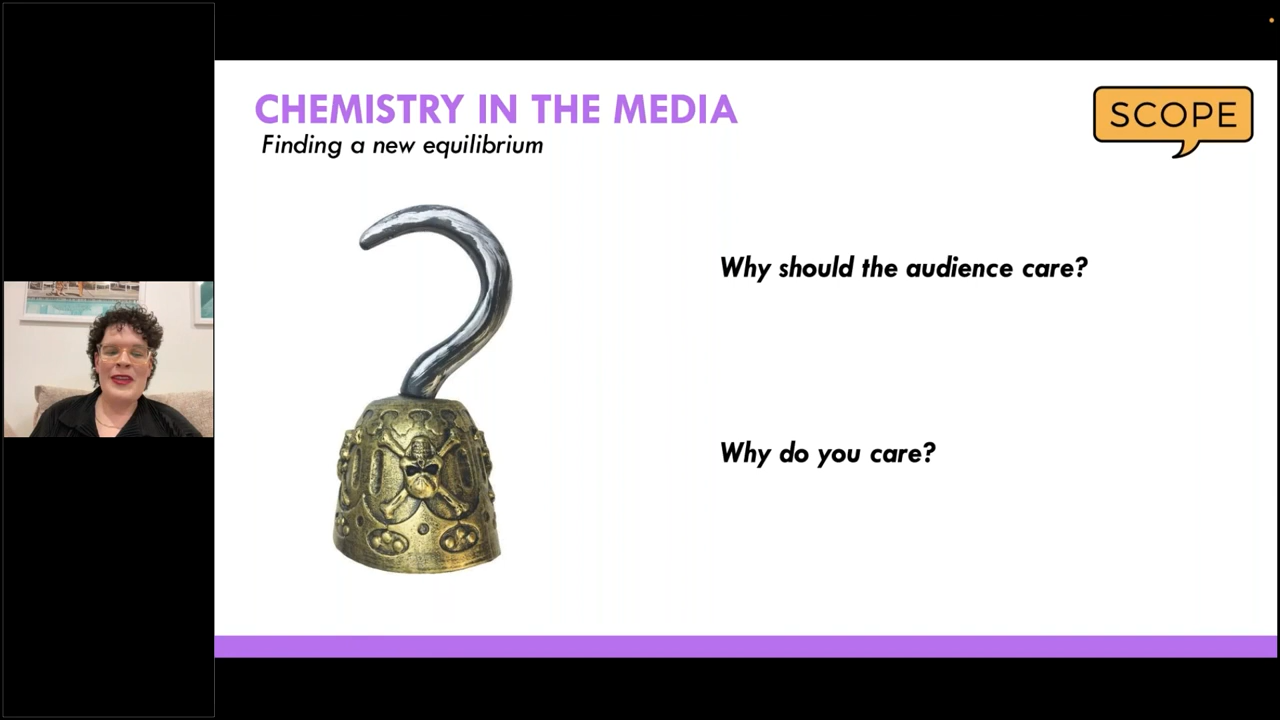 CHEMISTRY IN THE MEDIA
Finding a new equilibrium
SCOPE
Why should the audience care?
Why do you care?